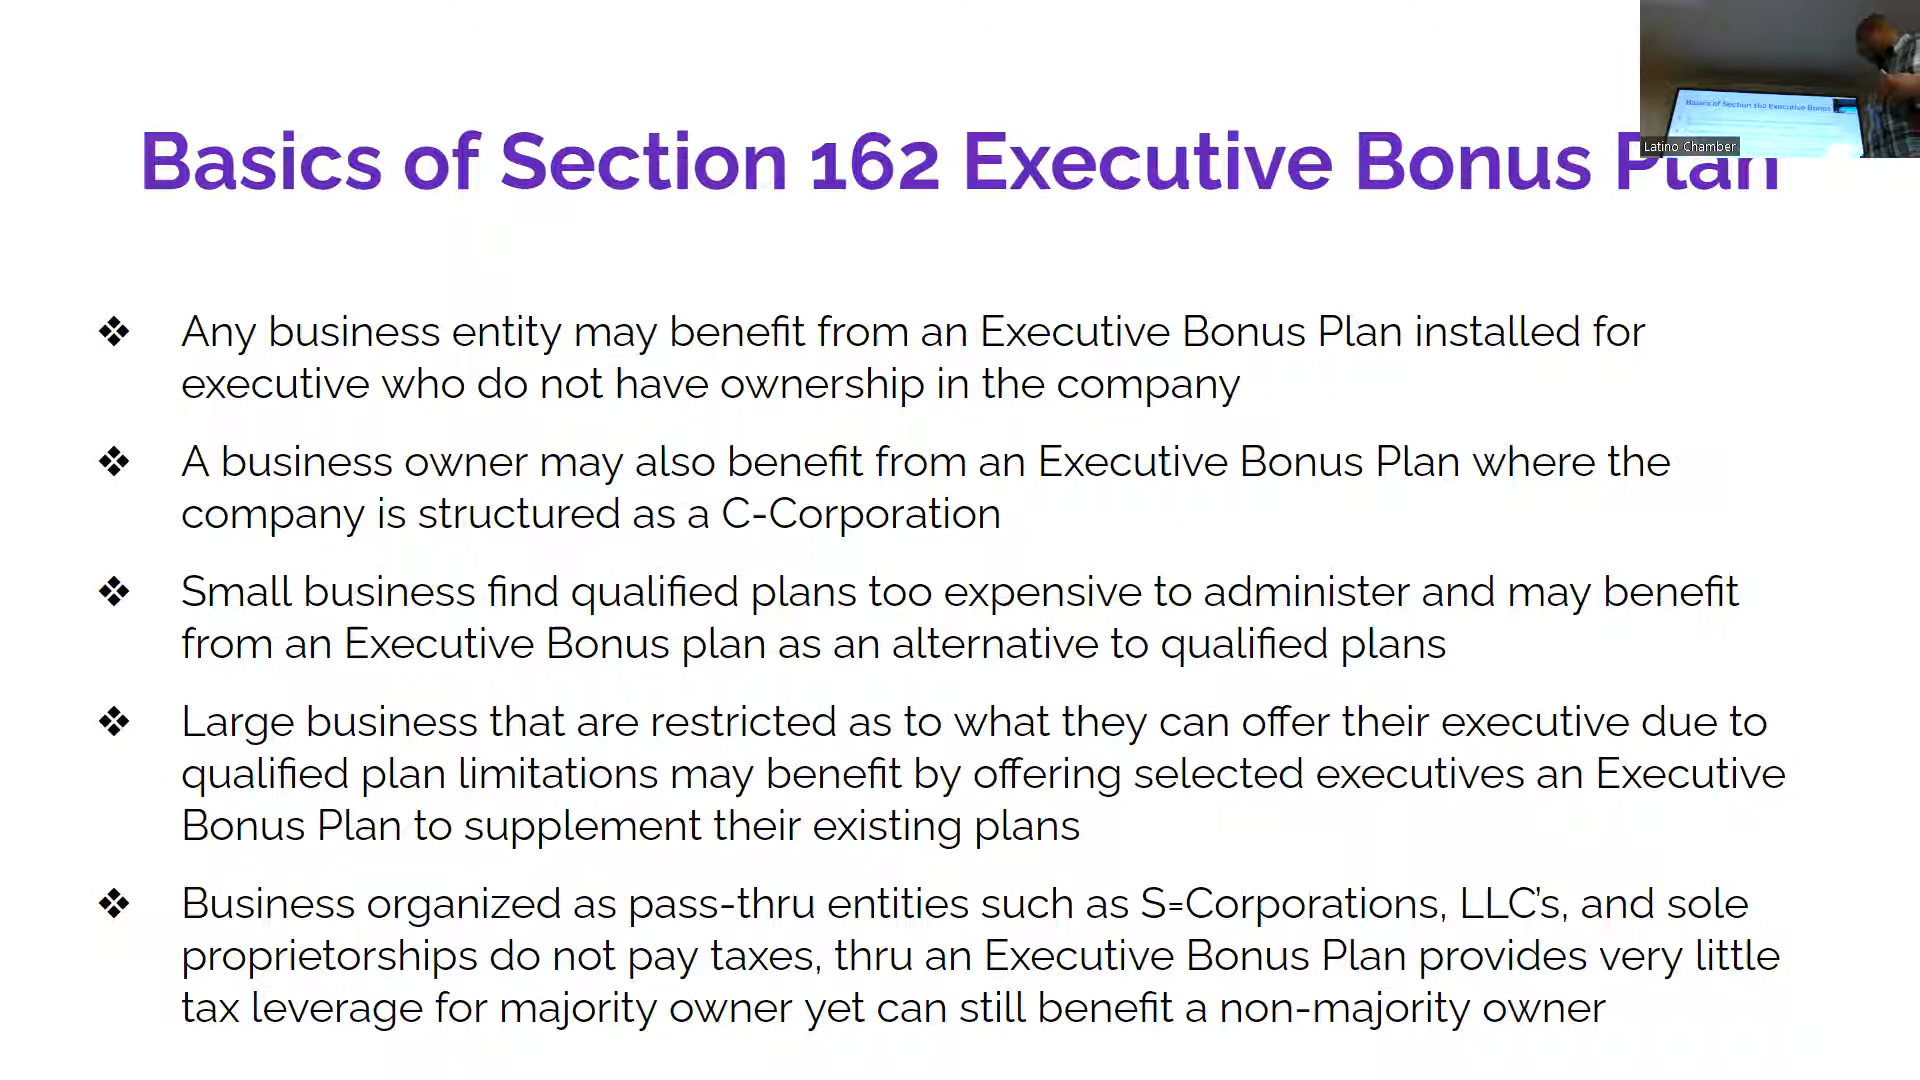 Basics of Section 162 Executive Bonus Plan
Basics of Section 162 Executive Bonus
Latino Chamber
❖ Any business entity may benefit from an Executive Bonus Plan installed for
executive who do not have ownership in the company
❖ A business owner may also benefit from an Executive Bonus Plan where the
company is structured as a C-Corporation
❖ Small business find qualified plans too expensive to administer and may benefit
from an Executive Bonus plan as an alternative to qualified plans
❖ Large business that are restricted as to what they can offer their executive due to
qualified plan limitations may benefit by offering selected executives an Executive
Bonus Plan to supplement their existing plans
❖ Business organized as pass-thru entities such as S=Corporations, LLC’s, and sole
proprietorships do not pay taxes, thru an Executive Bonus Plan provides very little
tax leverage for majority owner yet can still benefit a non-majority owner